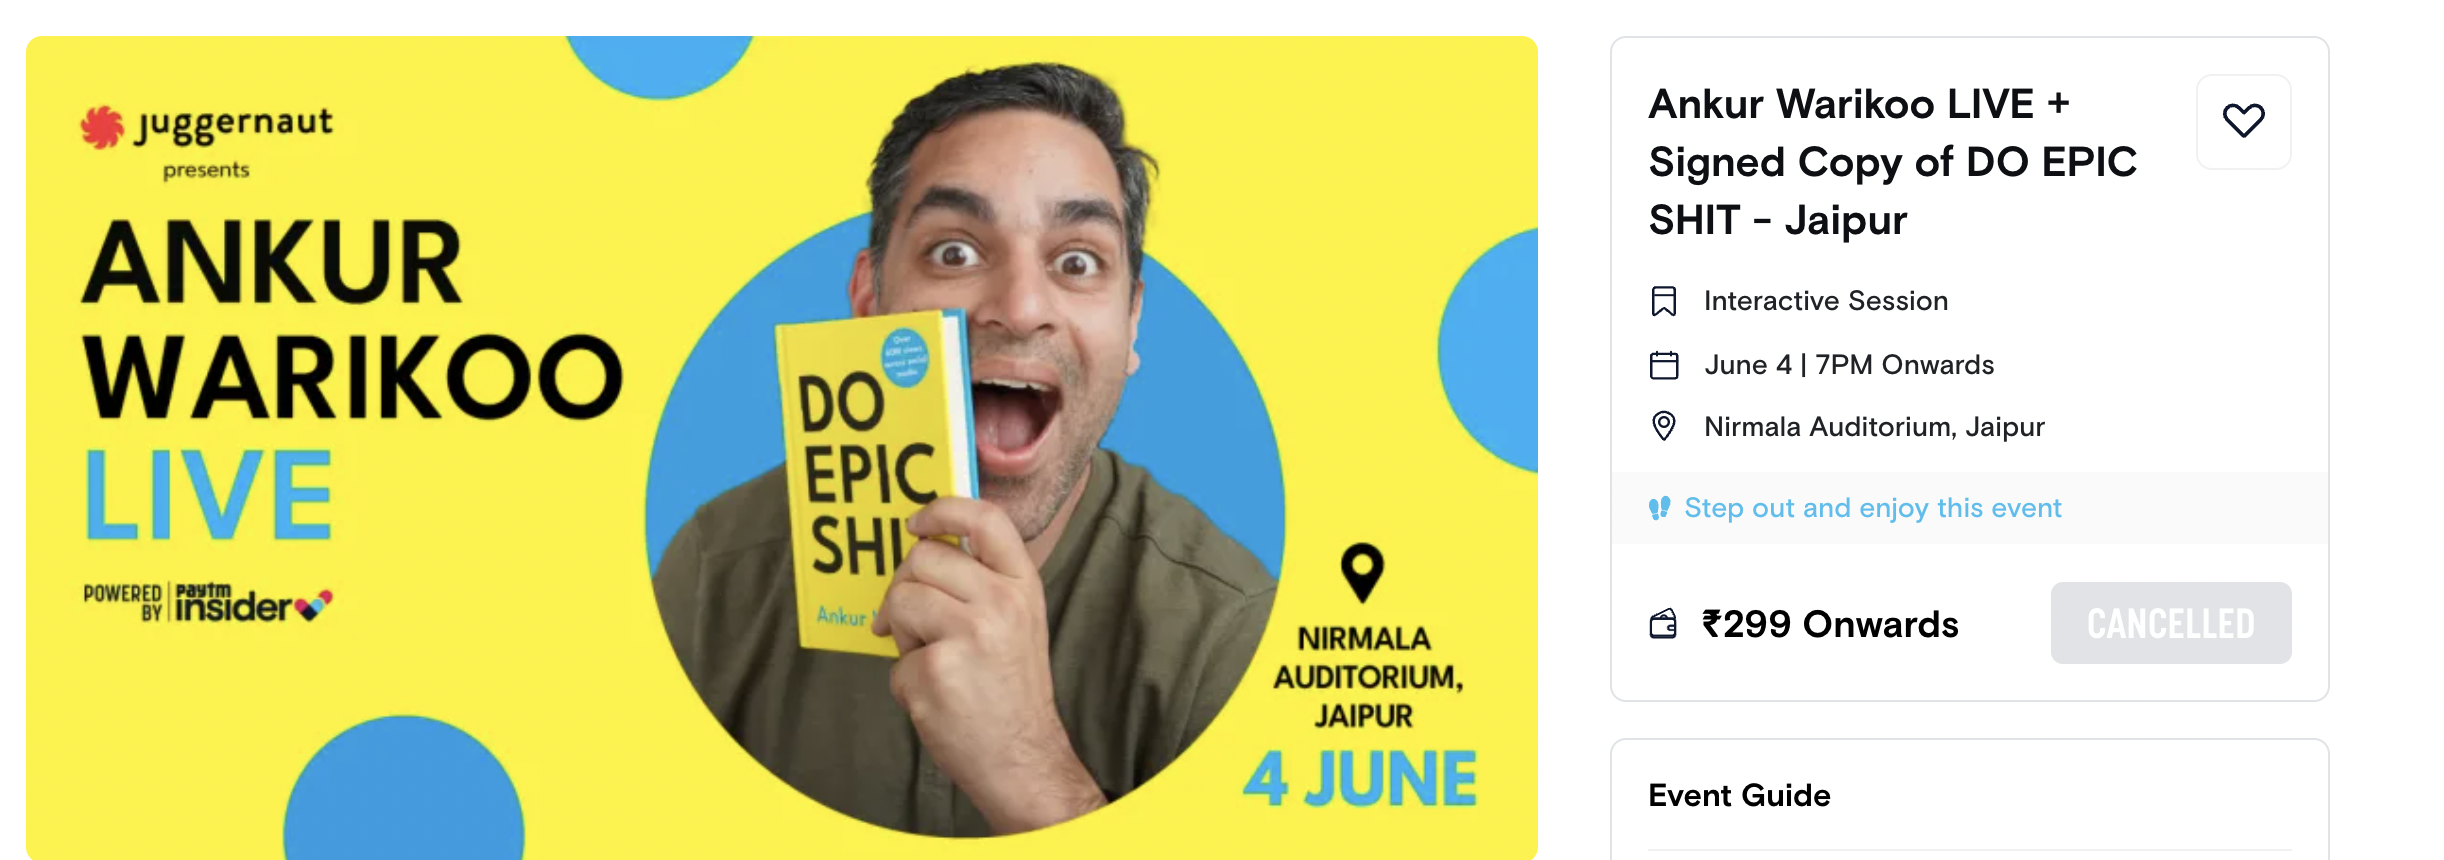 juggernaut
presents
ANKUR
WARIKOO
LIVE
POWERED BY
paytm
insider
DO
EPIC
SHI
Ankur
NIRMALA
AUDITORIUM,
JAIPUR
4 JUNE
Ankur Warikoo LIVE +
Signed Copy of DO EPIC
SHIT - Jaipur
Interactive Session
June 4 | 7PM Onwards
Nirmala Auditorium, Jaipur
Step out and enjoy this event
₹299 Onwards
CANCELLED
Event Guide